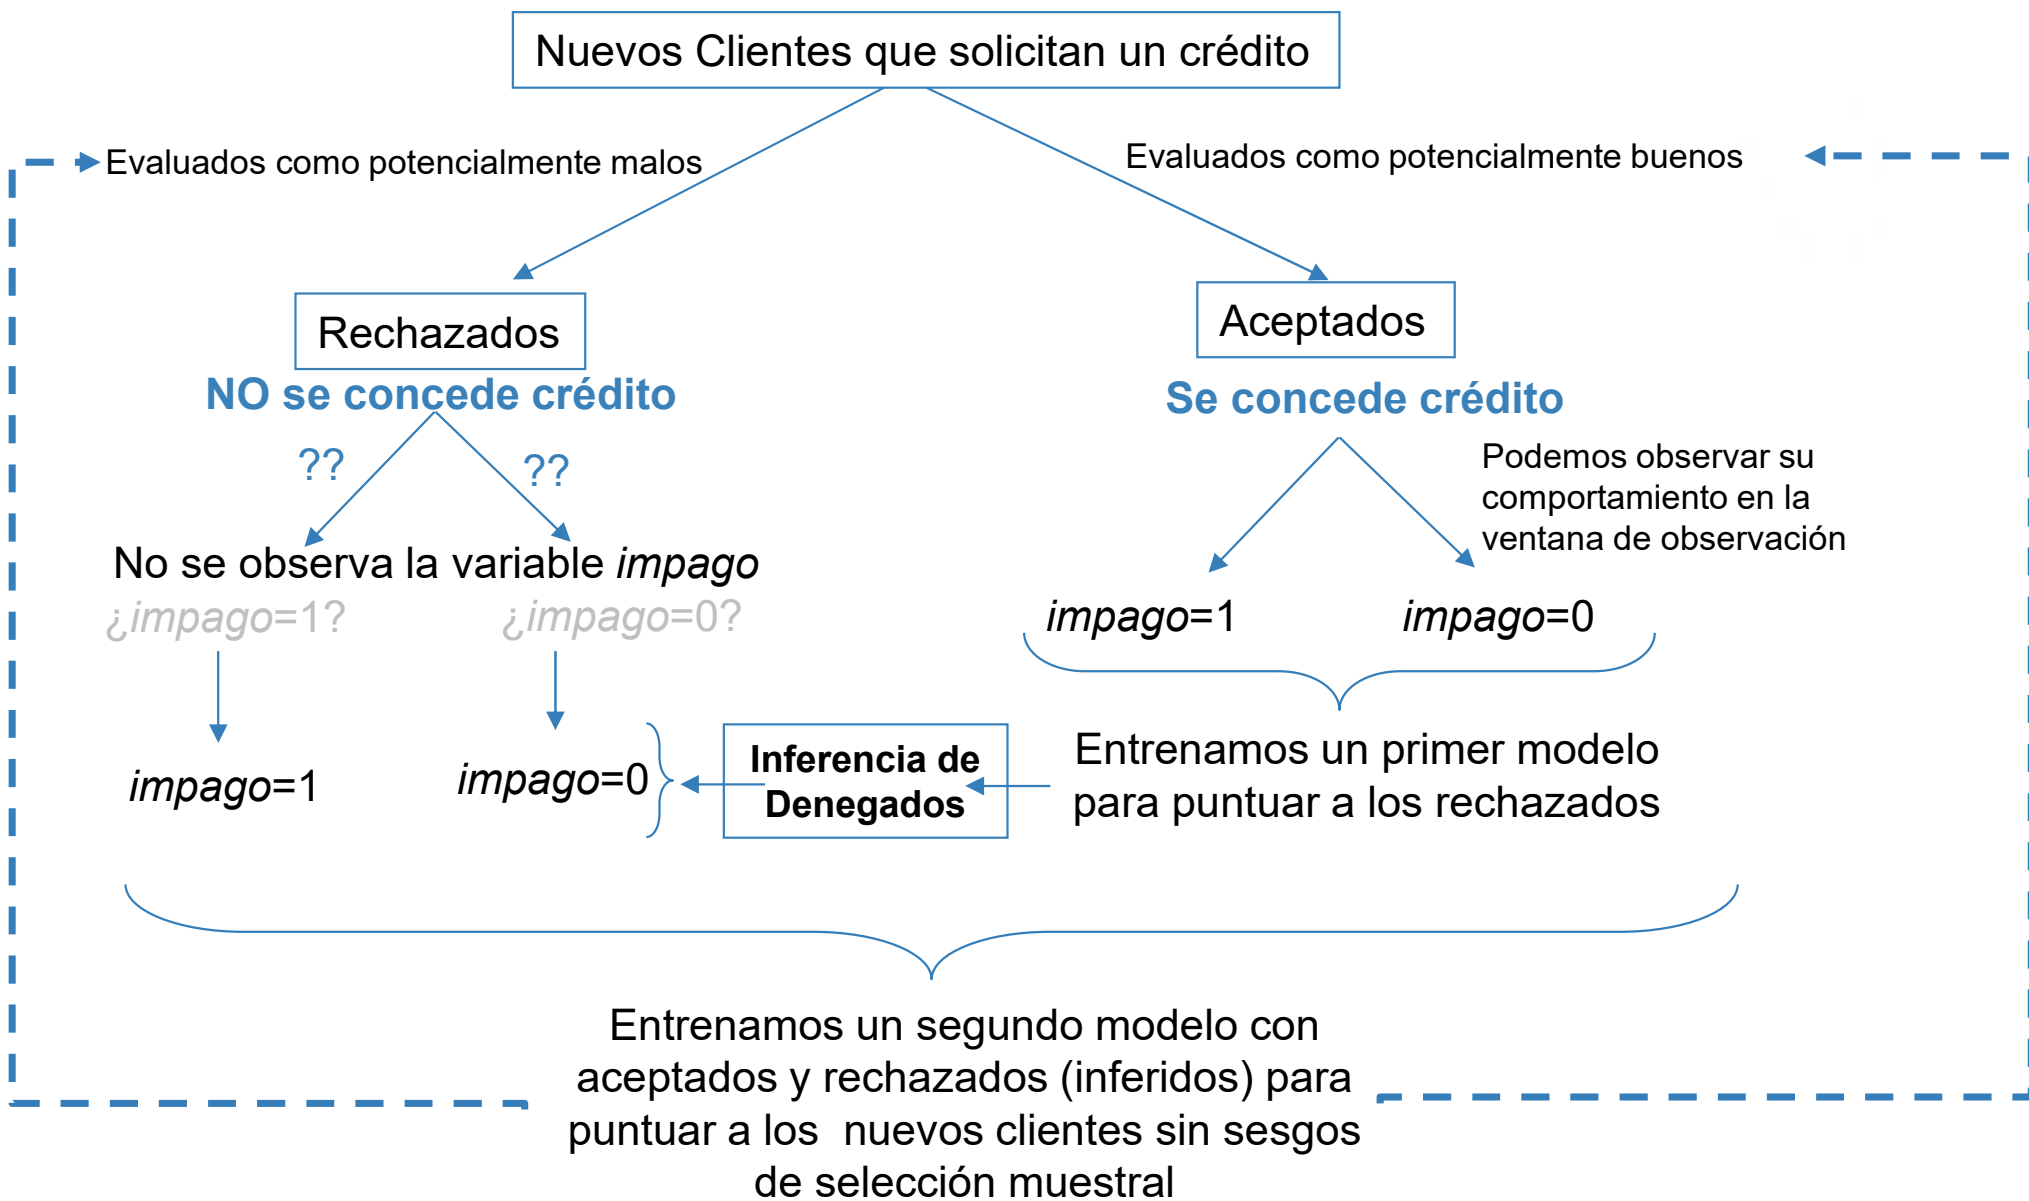 Nuevos Clientes que solicitan un crédito
Evaluados como potencialmente malos
Evaluados como potencialmente buenos
Rechazados
NO se concede crédito
??
??
No se observa la variable impago
¿impago=1?
¿impago=0?
impago=1
impago=0
Aceptados
Se concede crédito
Podemos observar su
comportamiento en la
ventana de observación
impago=1
impago=0
Entrenamos un primer modelo
para puntuar a los rechazados
Inferencia de
Denegados
Entrenamos un segundo modelo con
aceptados y rechazados (inferidos) para
puntuar a los  nuevos clientes sin sesgos
de selección muestral